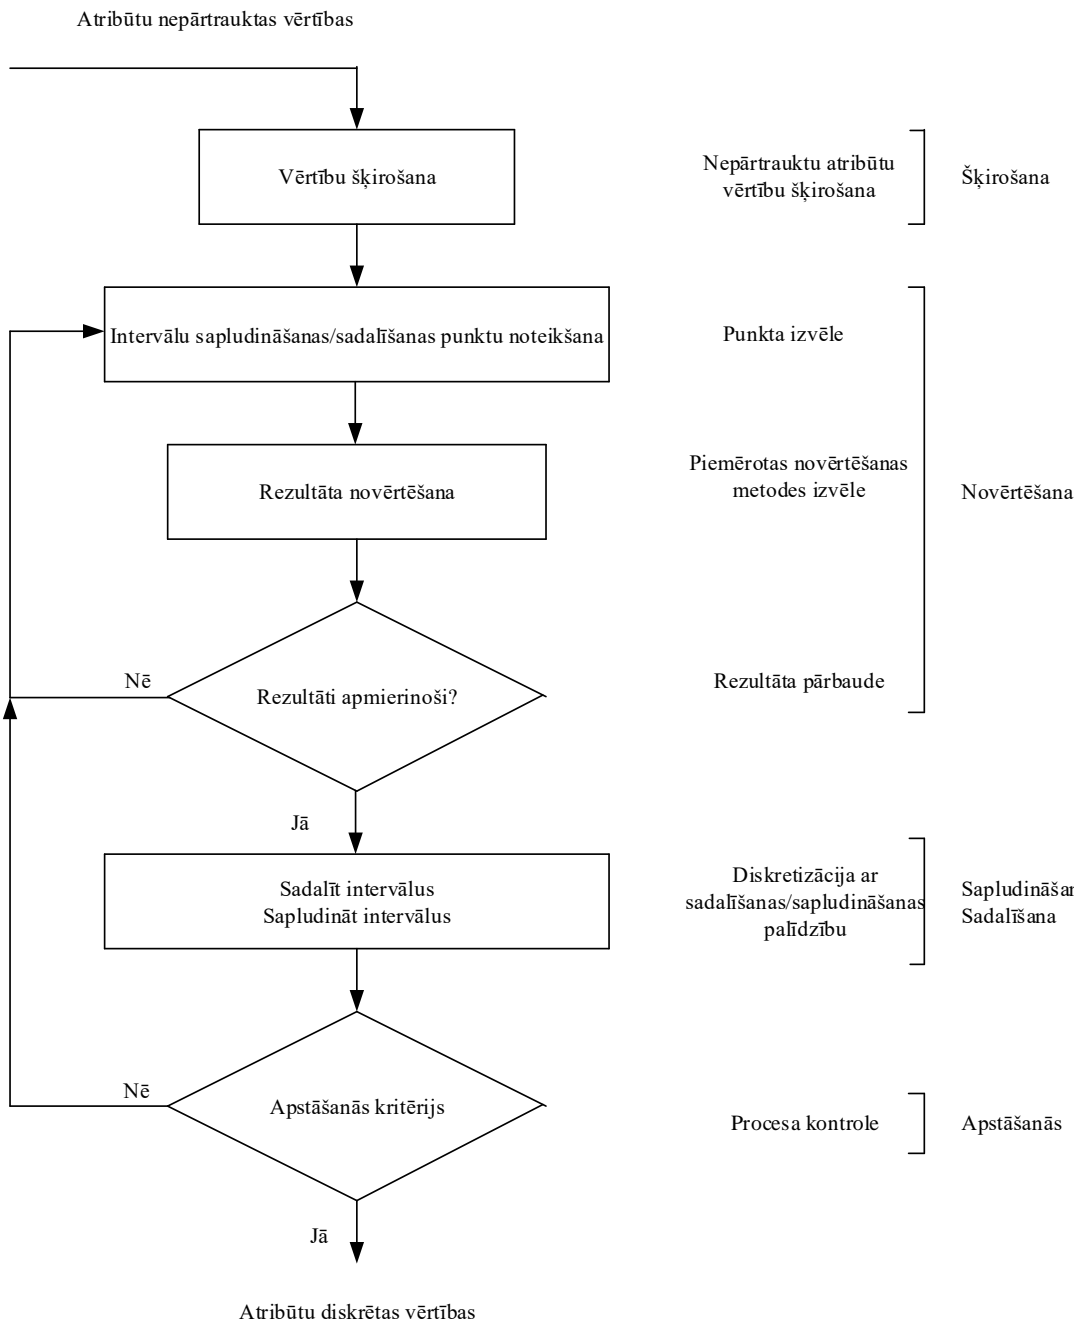 Atribūtu nepārtrauktas vērtības
Vērtību šķirošana
Nepārtrauktu atribūtu
vērtību šķirošana
Šķirošana
Intervālu sapludināšanas/sadalīšanas punktu noteikšana
Punkta izvēle
Rezultāta novērtēšana
Piemērotas novērtēšanas
metodes izvēle
Novērtēšana
Nē
Rezultāti apmierinoši?
Rezultāta pārbaude
Jā
Sadalīt intervālus
Sapludināt intervālus
Diskretizācija ar
sadalīšanas/sapludināšanas
palīdzību
Sadalīšana
Nē
Apstāšanās kritērijs
Procesa kontrole
Apstāšanās
Jā
Atribūtu diskrētas vērtības